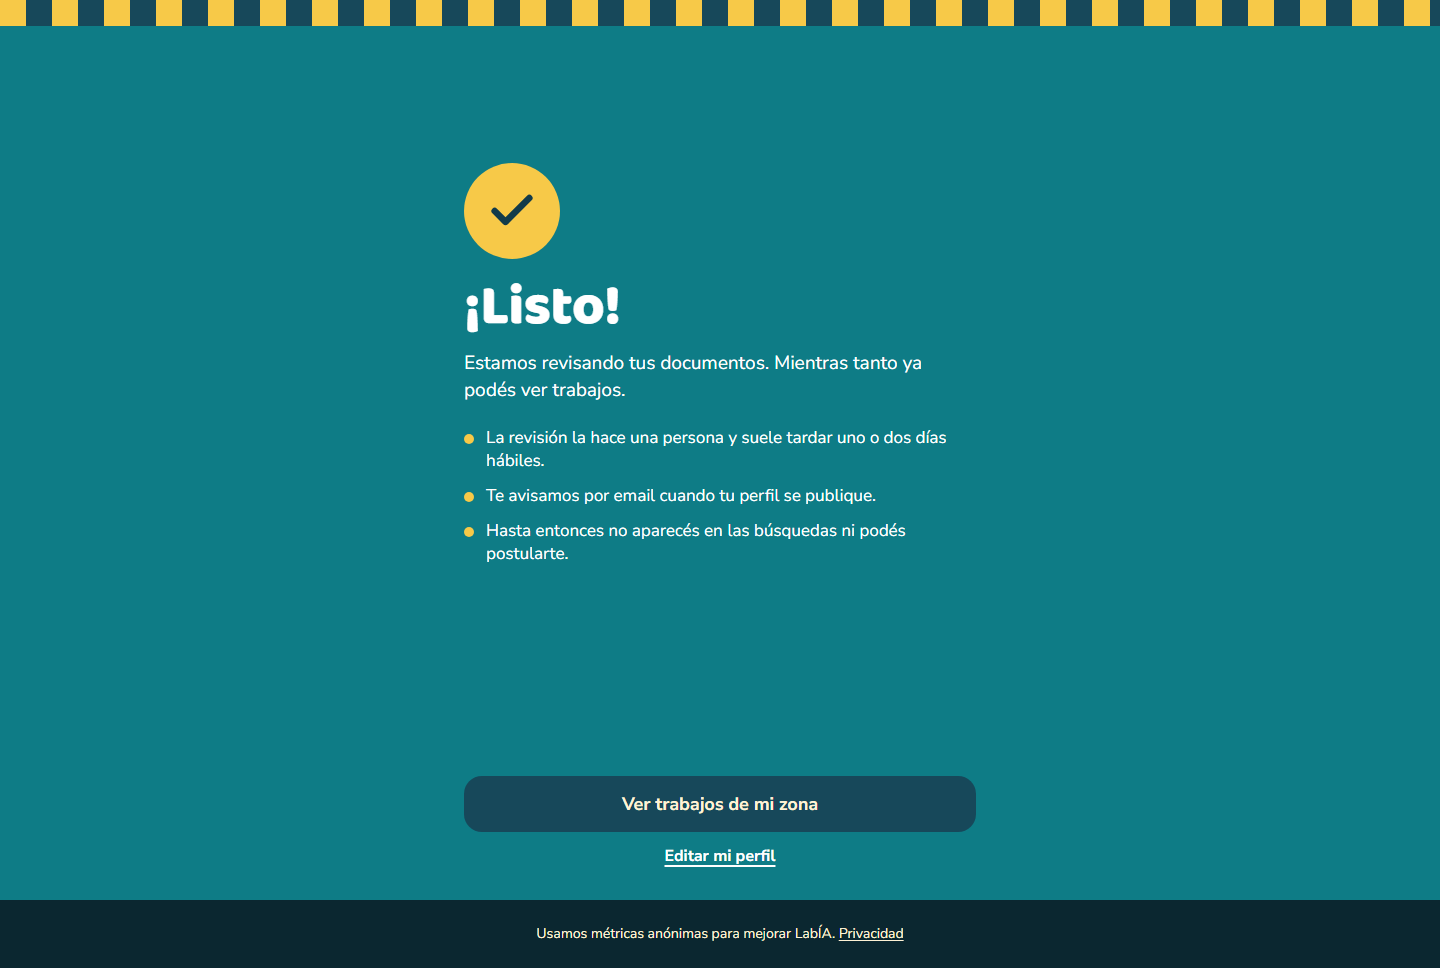 ¡Listo!
Estamos revisando tus documentos. Mientras tanto ya
podés ver trabajos.
La revisión la hace una persona y suele tardar uno o dos días
hábiles.
Te avisamos por email cuando tu perfil se publique.
Hasta entonces no aparecés en las búsquedas ni podés
postularte.
Ver trabajos de mi zona
Editar mi perfil
Usamos métricas anónimas para mejorar LabÍA. Privacidad